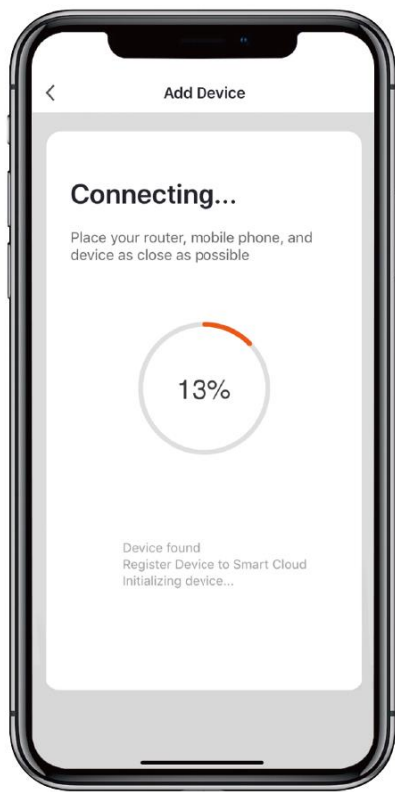 Add Device
Connecting...
Place your router, mobile phone, and
device as close as possible
13%
Device found
Register Device to Smart Cloud
Initializing device...